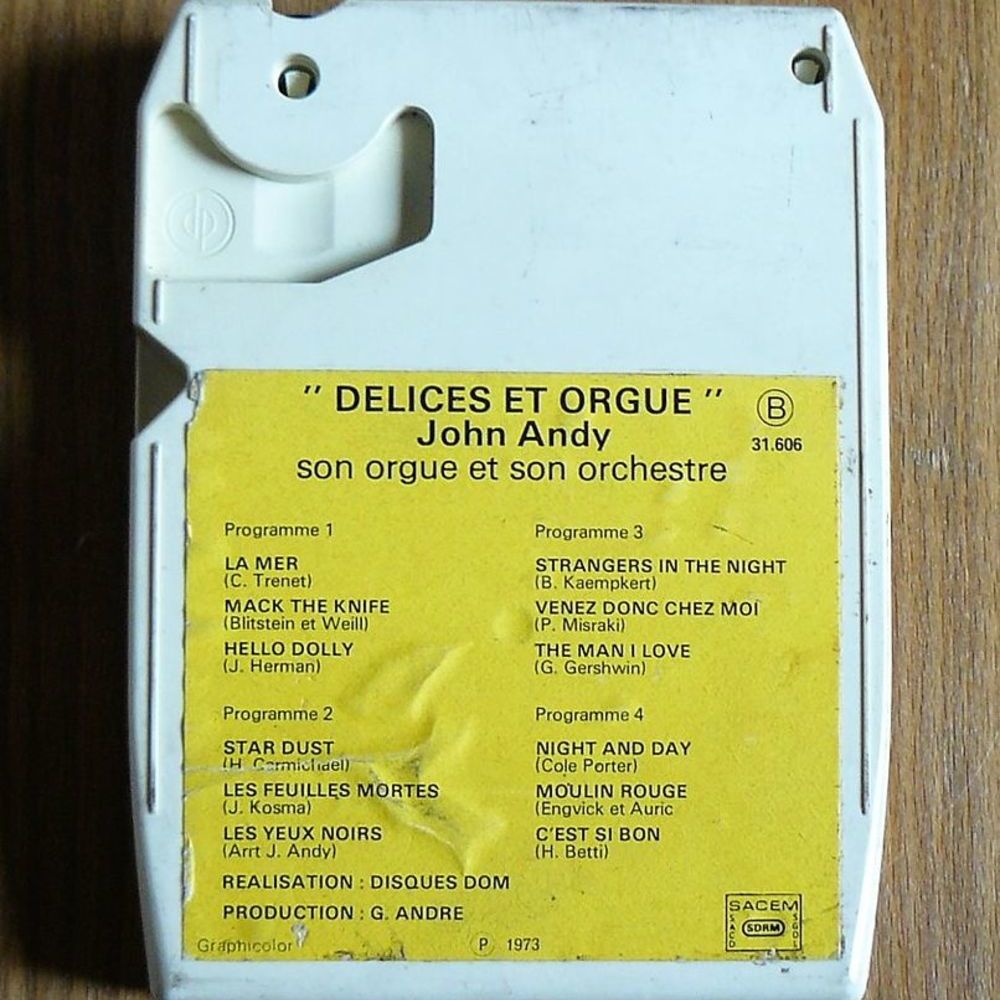 " DELICES ET ORGUE "
B
John Andy
31.606
son orgue et son orchestre
Programme 1
LA MER
(C. Trenet)
MACK THE KNIFE
(Blitstein et Weill)
HELLO DOLLY
(J. Herman)
Programme 2
STAR DUST
(H. Carmichael)
LES FEUILLES MORTES
(J. Kosma)
LES YEUX NOIRS
(Arrt J. Andy)
Programme 3
STRANGERS IN THE NIGHT
(B. Kaempkert)
VENEZ DONC CHEZ MOI
(P. Misraki)
THE MAN I LOVE
(G. Gershwin)
Programme 4
NIGHT AND DAY
(Cole Porter)
MOULIN ROUGE
(Engvick et Auric
C'EST SI BON
(H. Betti)
REALISATION : DISQUES DOM
PRODUCTION : G. ANDRE
Graphicolor
P 1973
SACEM
SACD
SDRM
SGDL